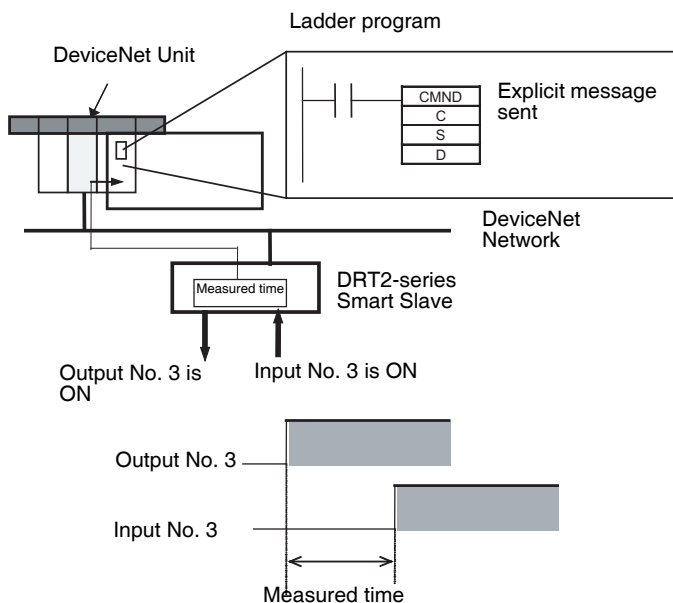 Ladder program
DeviceNet Unit
CMND
C
S
D
Explicit message
sent
DeviceNet
Network
Measured time
DRT2-series
Smart Slave
Output No. 3 is
ON
Input No. 3 is ON
Output No. 3
Input No. 3
Measured time